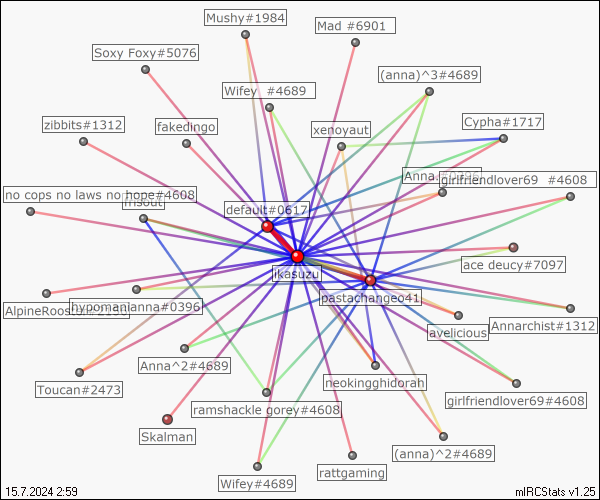 Mushy#1984
Mad #6901
Soxy Foxy#5076
(anna)^3#4689
Wifey #4689
zibbits#1312
fakedingo
xenoyaut
Cypha#1717
girlfriendlover69 #4608
no cops no laws no hope#4608
default#0617
ikasuzu
ace deucy#7097
pastachangeo41
hypomanianna#0396
Annarchist#1312
avelicious
Anna^2#4689
Toucan#2473
neokingghidorah
ramshackle gorey#4608
girlfriendlover69#4608
Skalman
(anna)^2#4689
rattgaming
Wifey#4689
15.7.2024 2:59
mIRCStats v1.25